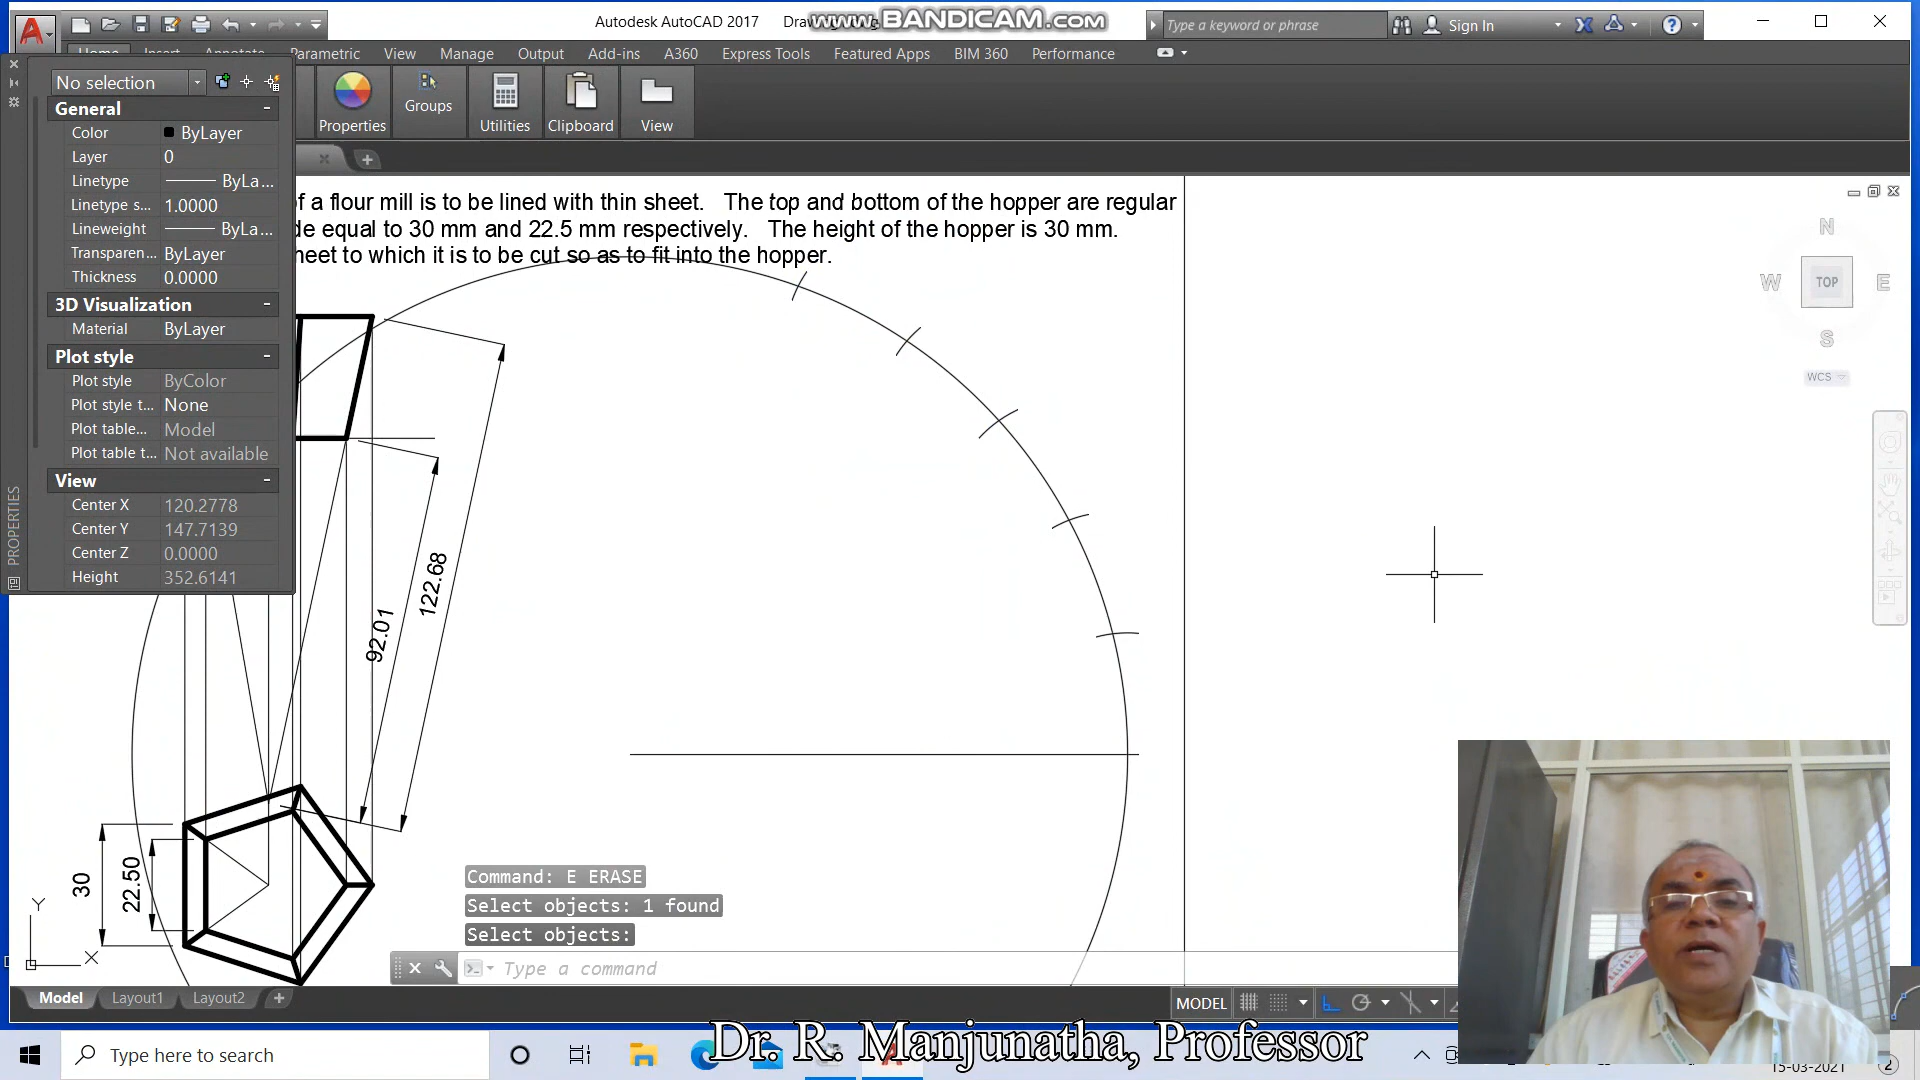 Autodesk AutoCAD 2017
www.BANDICAM.com
Type a keyword or phrase
Sign In
Parametric
View
Manage
Output
Add-ins
A360
Express Tools
Featured Apps
BIM 360
Performance
Properties
Groups
Utilities
Clipboard
View
No selection
General
Color ByLayer
Layer 0
Linetype ByLa...
Linetype s... 1.0000
Lineweight ByLa...
Transparen... ByLayer
Thickness 0.0000
3D Visualization
Material ByLayer
Plot style
Plot style ByColor
Plot style t... None
Plot table... Model
Plot table t... Not available
View
Center X 120.2778
Center Y 147.7139
Center Z 0.0000
Height 352.6141
PROPERTIES
of a flour mill is to be lined with thin sheet. The top and bottom of the hopper are regular
de equal to 30 mm and 22.5 mm respectively. The height of the hopper is 30 mm.
heet to which it is to be cut so as to fit into the hopper.
N
W TOP E
S
WCS
122.68
92.01
30
22.50
Y
X
Command: E ERASE
Select objects: 1 found
Select objects:
Type a command
Model
Layout1
Layout2
MODEL
Type here to search
Dr. R. Manjunatha, Professor
15-03-2021
2